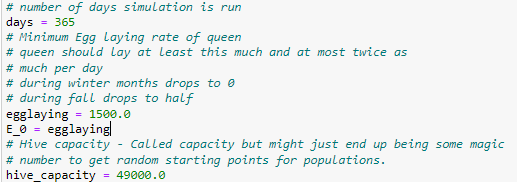 # number of days simulation is run
days = 365
# Minimum Egg laying rate of queen
# queen should lay at least this much and at most twice as
# much per day
# during winter months drops to 0
# during fall drops to half
egglaying = 1500.0
E_0 = egglaying
# Hive capacity - Called capacity but might just end up being some magic
# number to get random starting points for populations.
hive_capacity = 49000.0